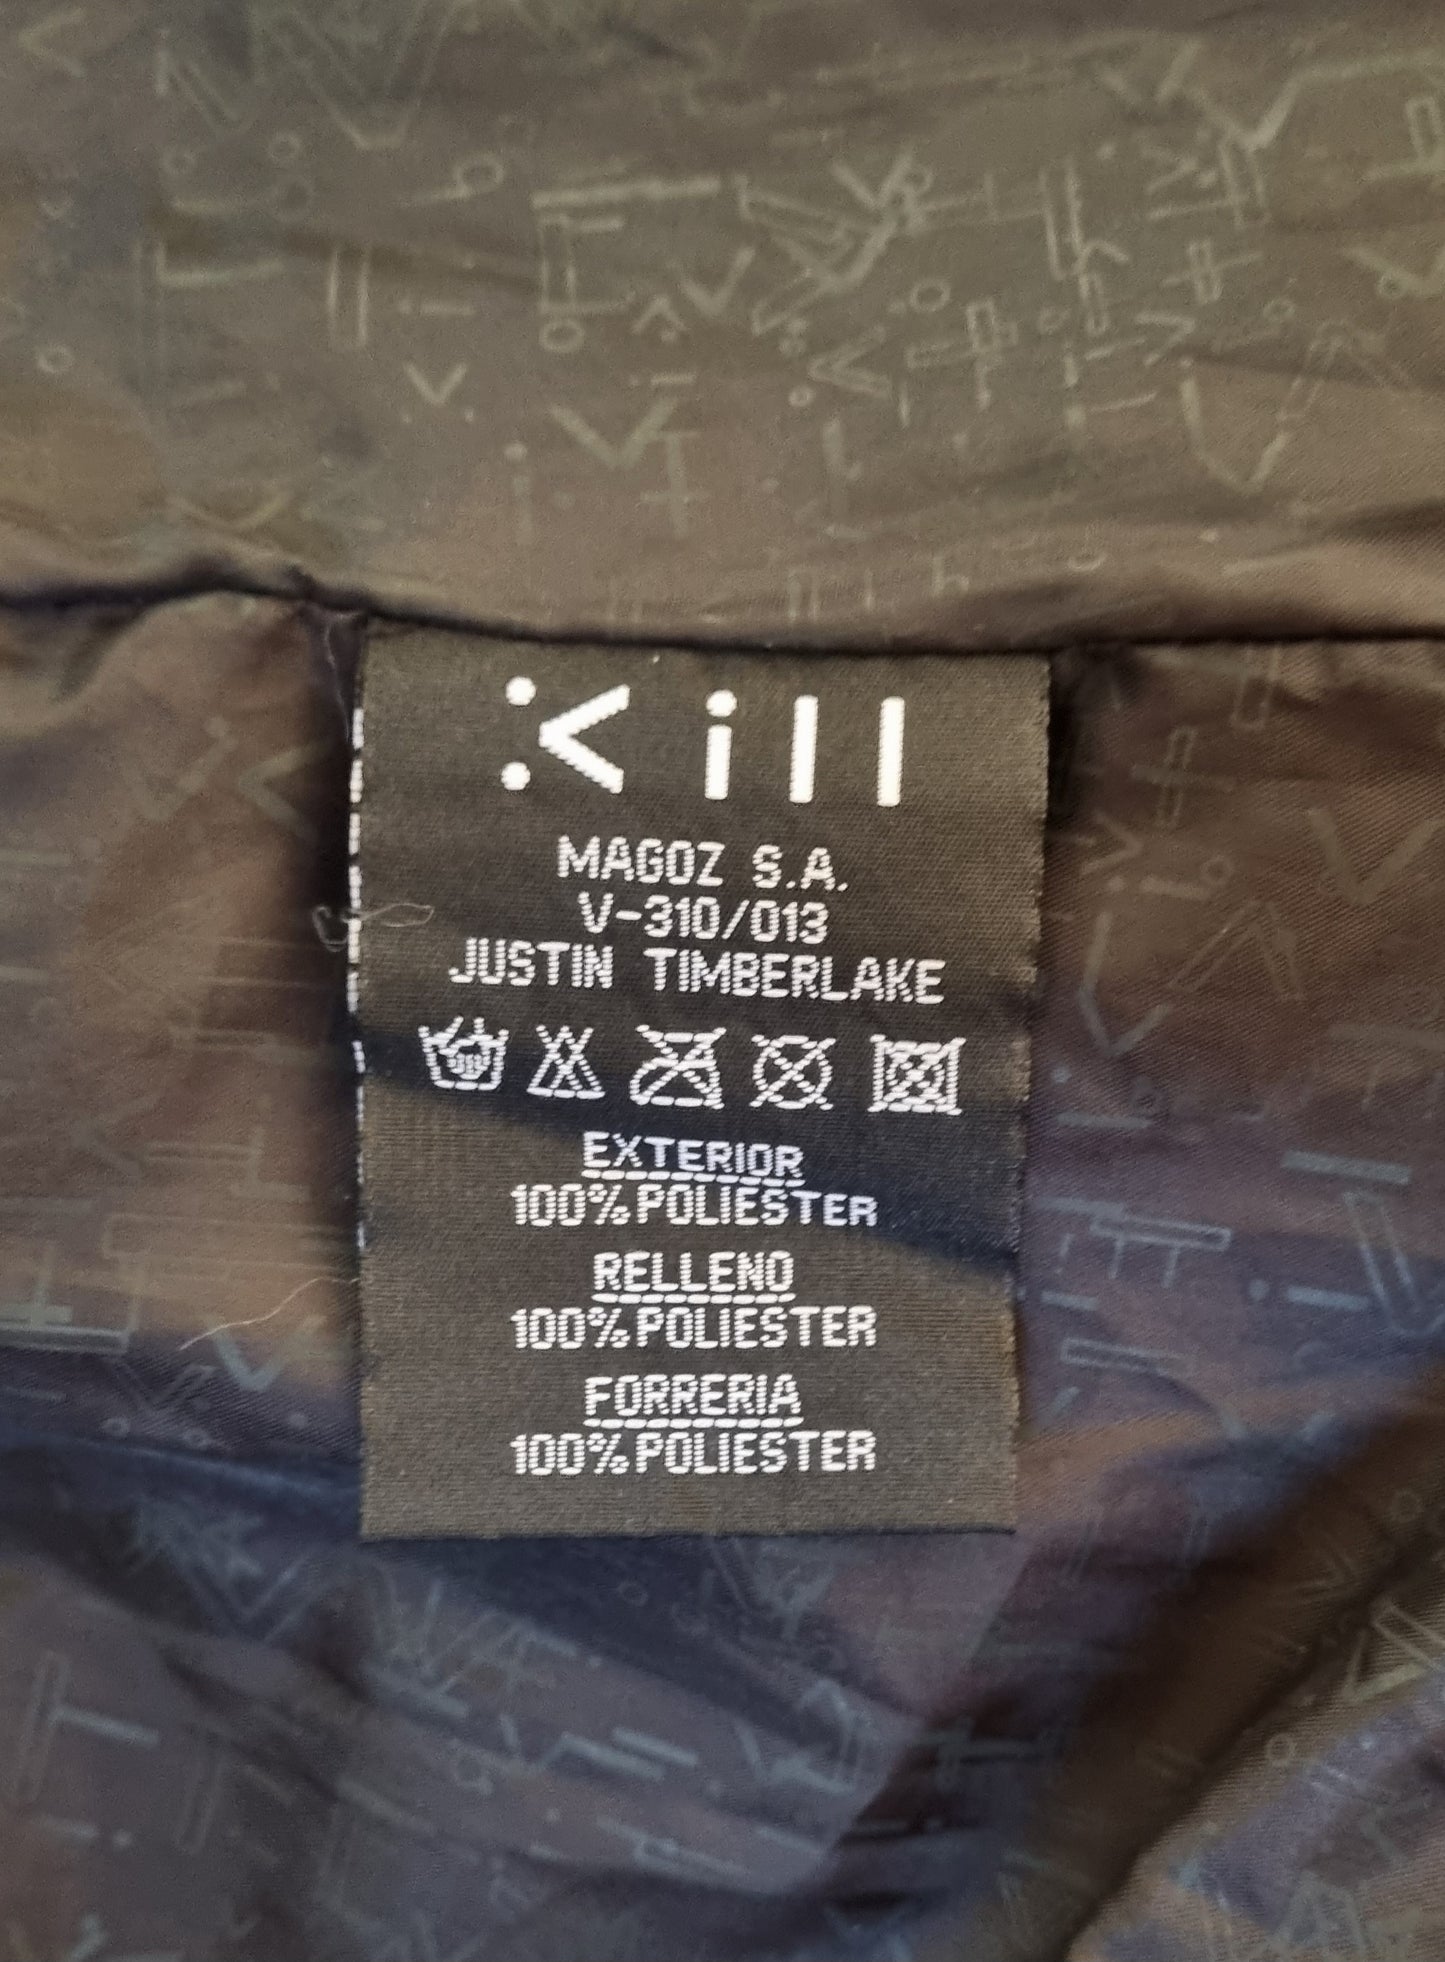 :<ill
MAGOZ S.A.
V-310/013
JUSTIN TIMBERLAKE
EXTERIOR
100%POLIESTER
RELLENO
100%POLIESTER
FORRERIA
100%POLIESTER